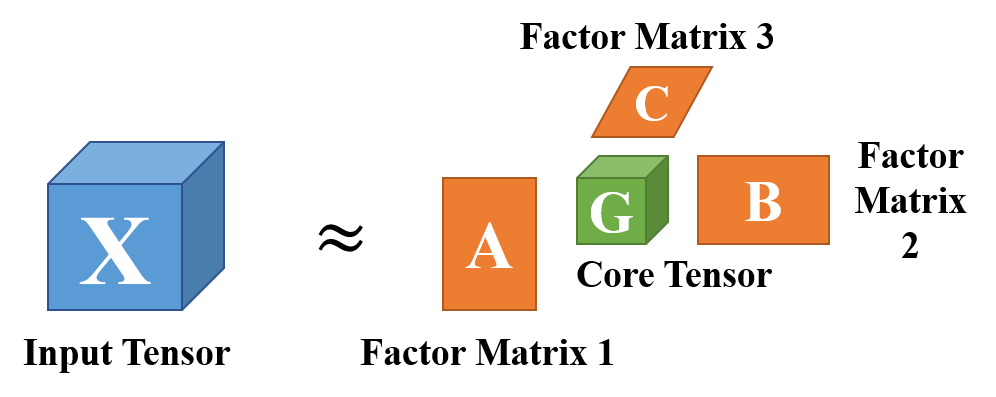 Factor Matrix 3
C
X
Input Tensor
≈
A
Factor Matrix 1
G
Core Tensor
B
Factor
Matrix
2